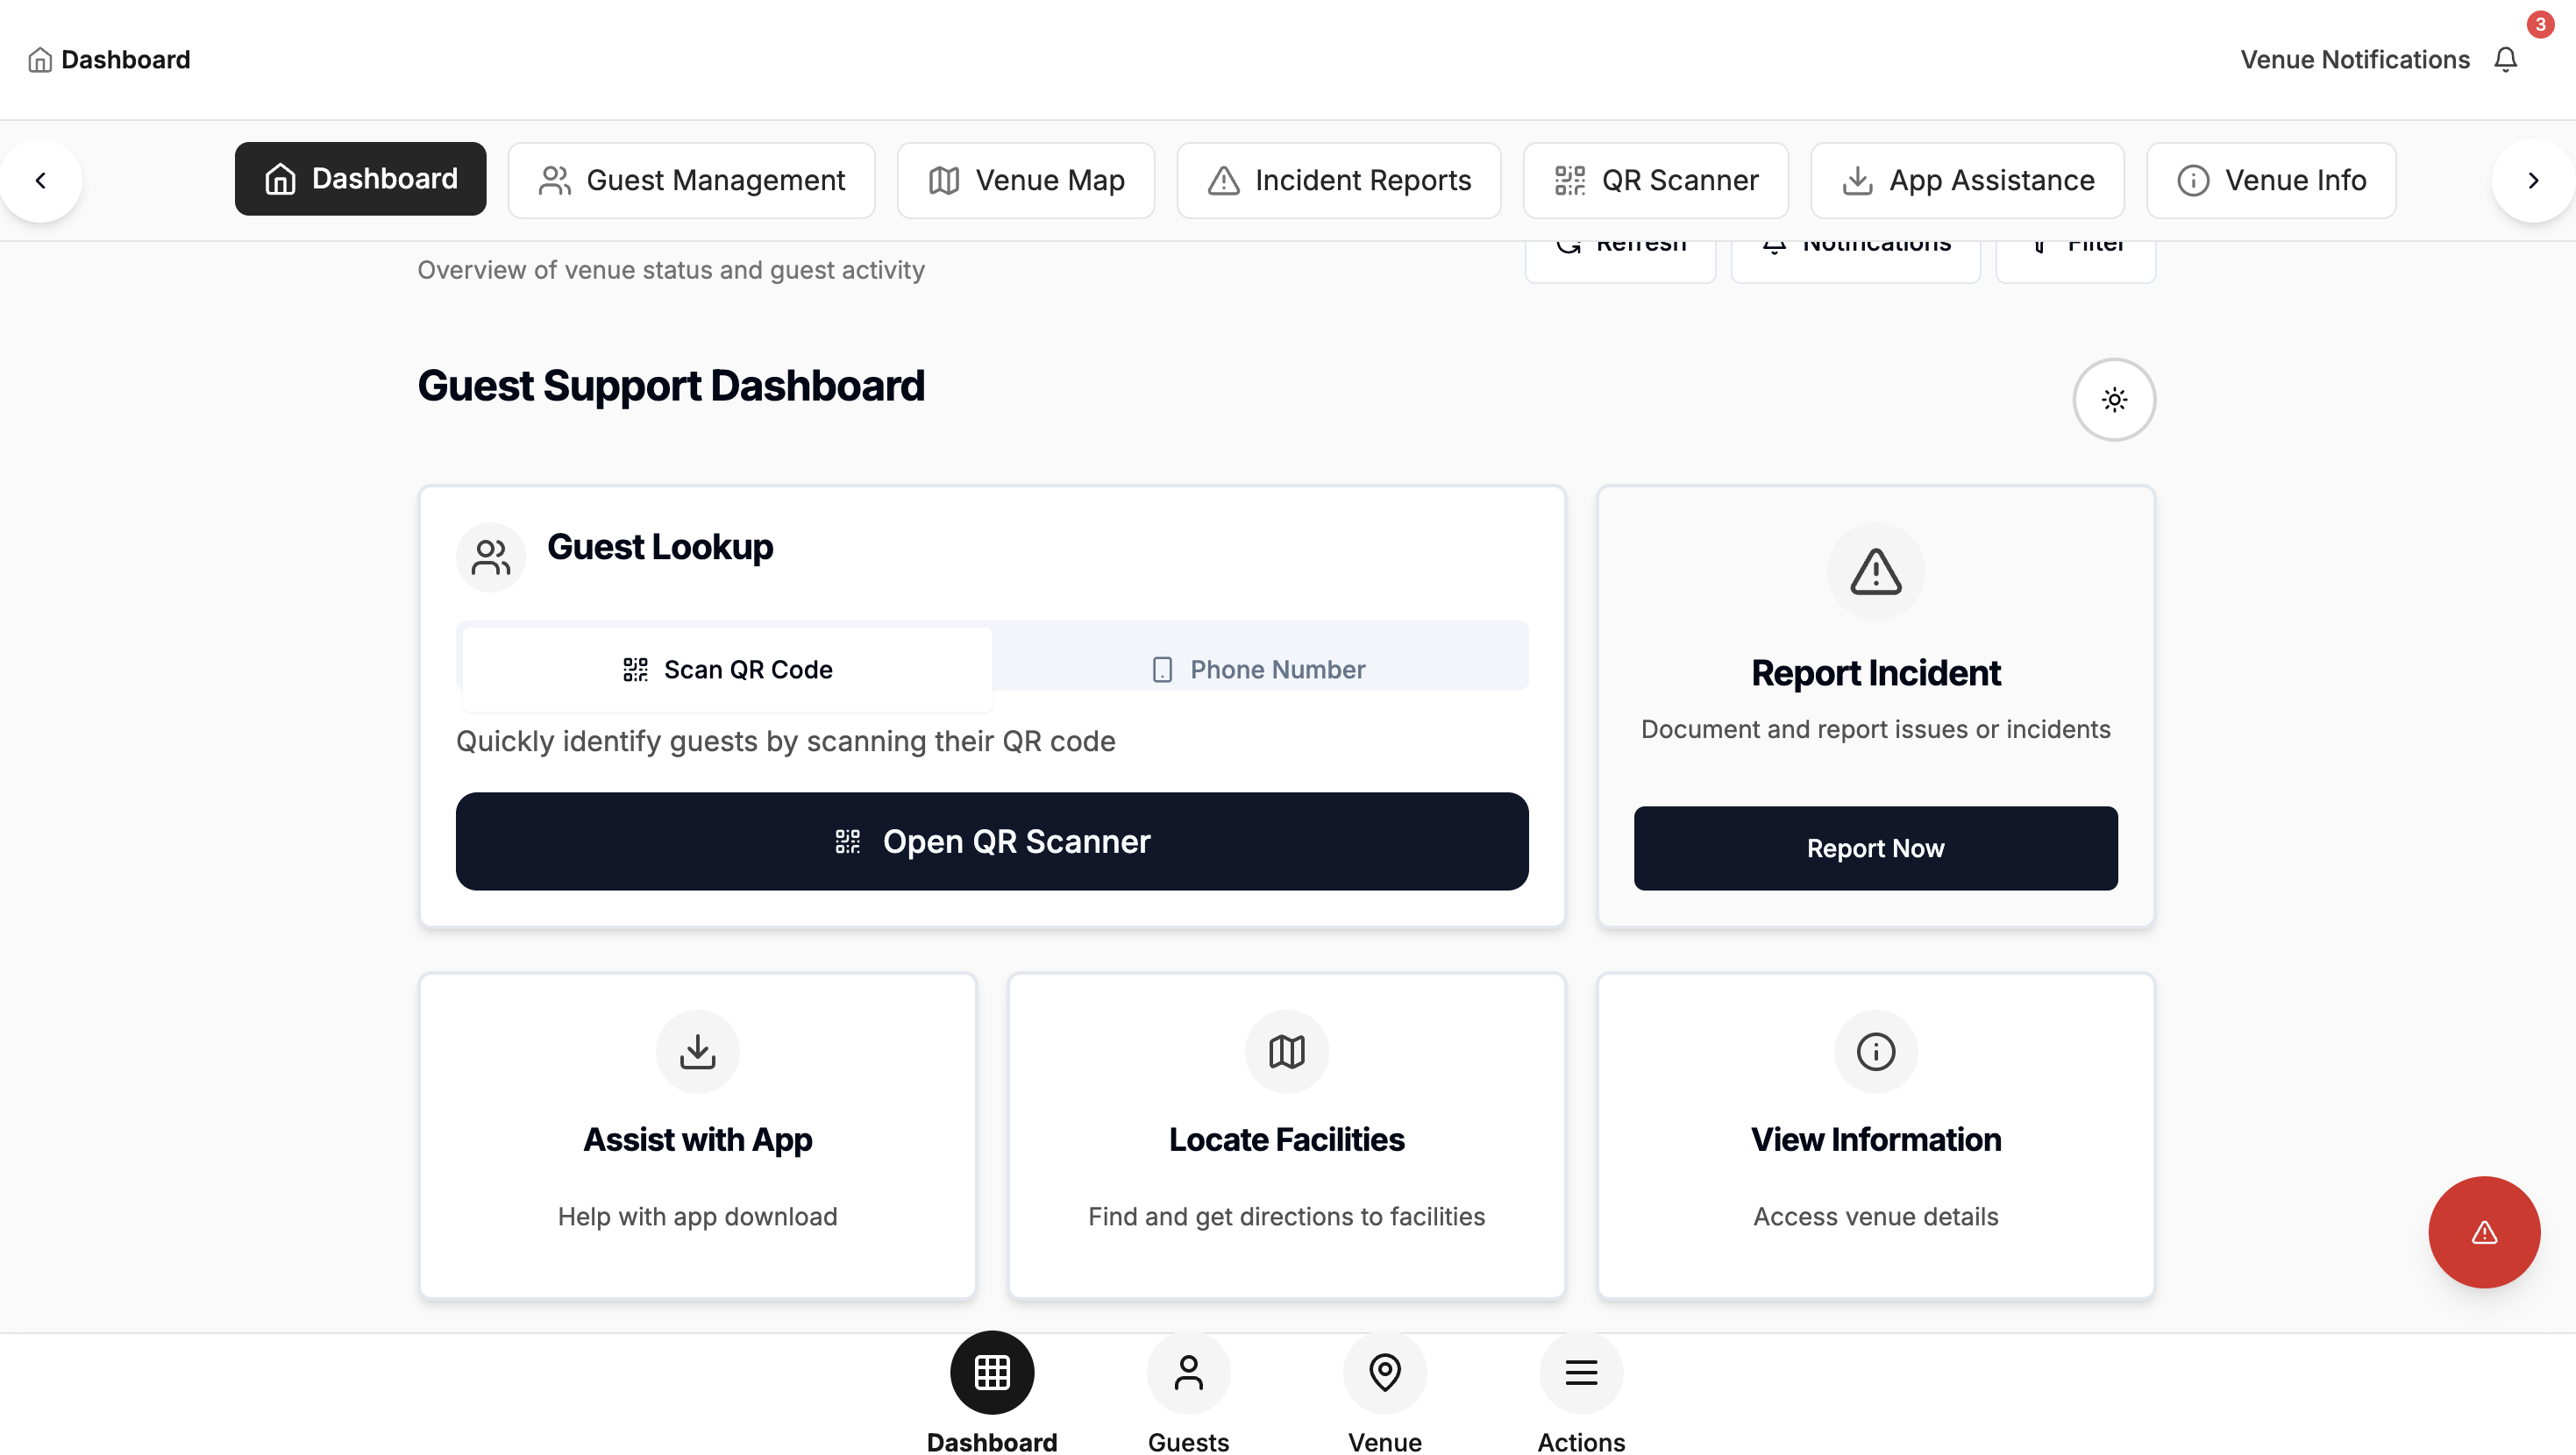 Dashboard
Venue Notifications
3
Dashboard
Guest Management
Venue Map
Incident Reports
QR Scanner
App Assistance
Venue Info
Overview of venue status and guest activity
Refresh
Notifications
Filter
Guest Support Dashboard
Guest Lookup
Scan QR Code
Phone Number
Quickly identify guests by scanning their QR code
Open QR Scanner
Report Incident
Document and report issues or incidents
Report Now
Assist with App
Help with app download
Locate Facilities
Find and get directions to facilities
View Information
Access venue details
Dashboard
Guests
Venue
Actions